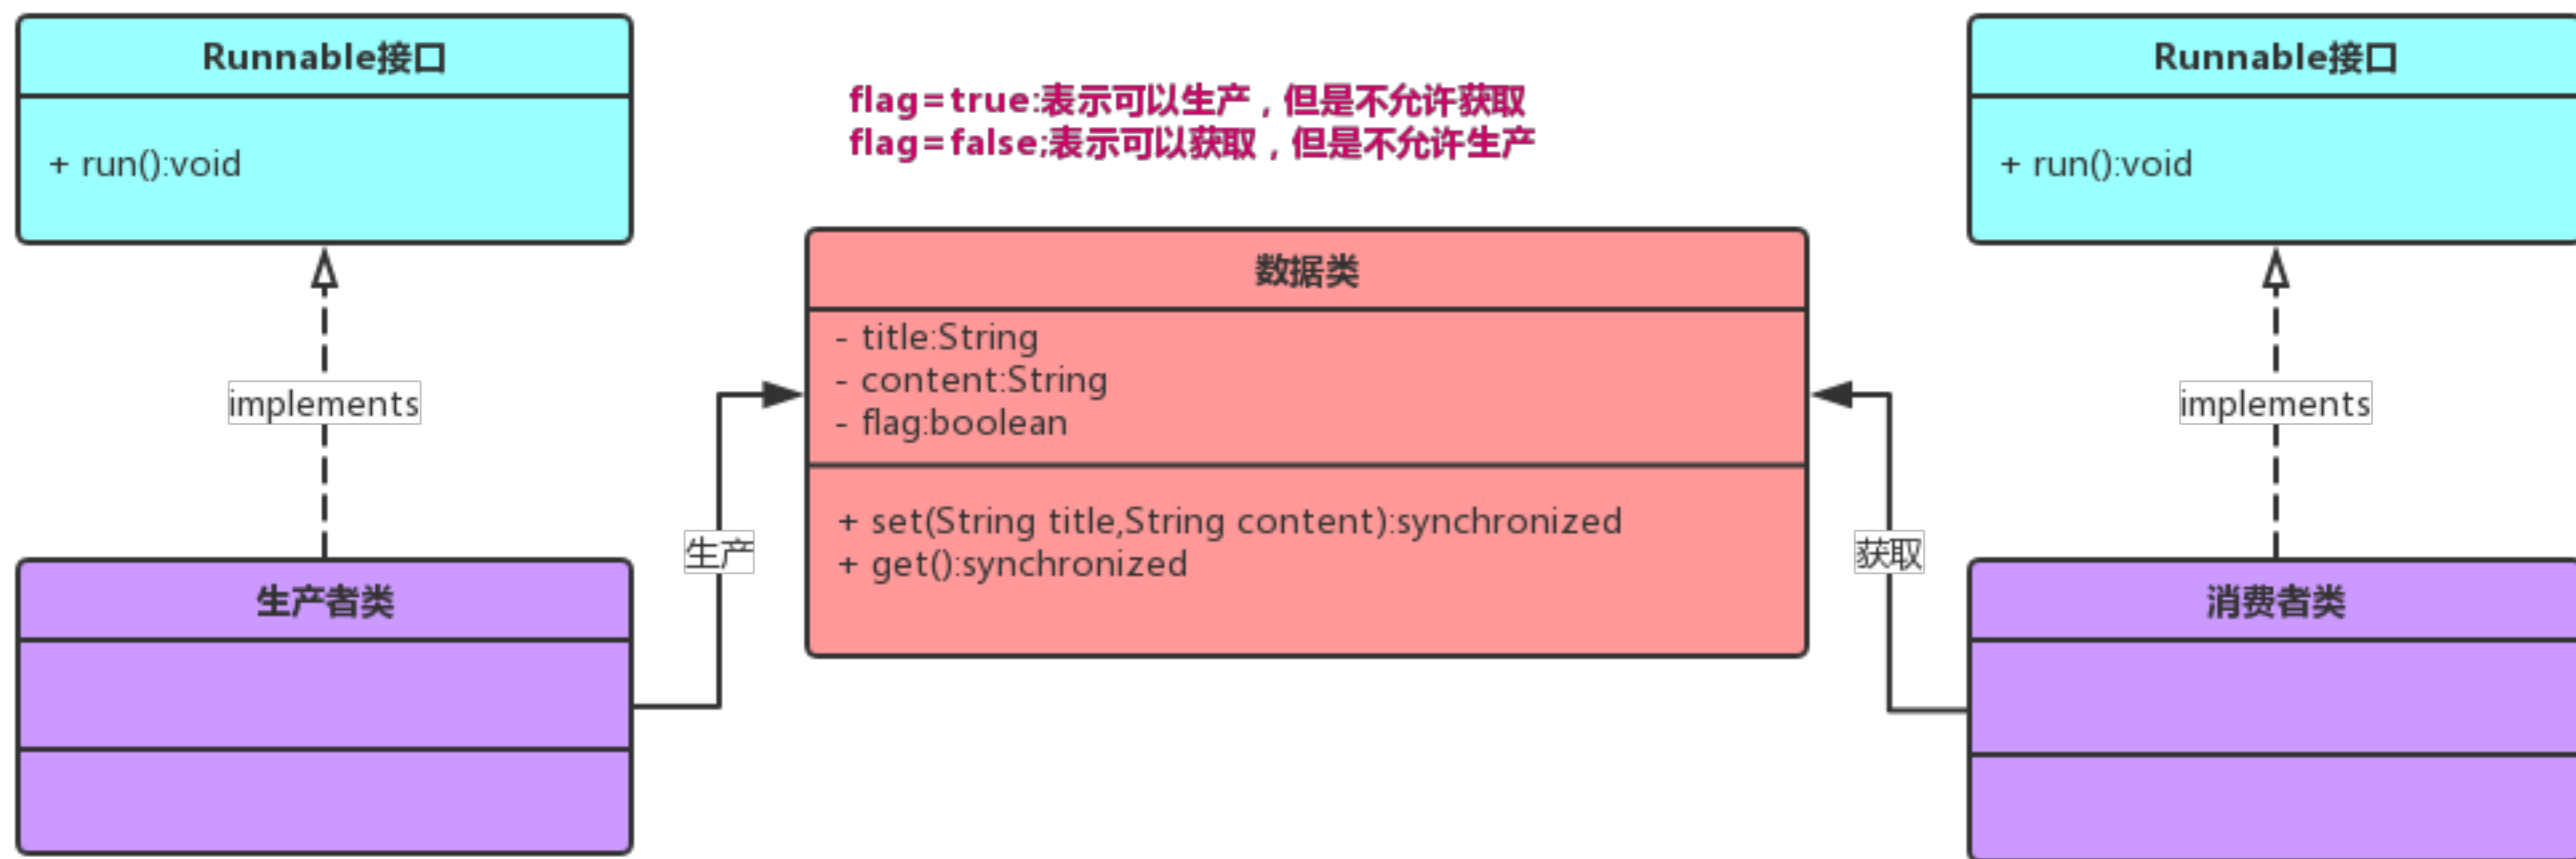 Runnable接口
+ run():void
implements
生产者类
生产
flag=true:表示可以生产，但是不允许获取
flag=false;表示可以获取，但是不允许生产
数据类
- title:String
- content:String
- flag:boolean
+ set(String title,String content):synchronized
+ get():synchronized
获取
Runnable接口
+ run():void
implements
消费者类